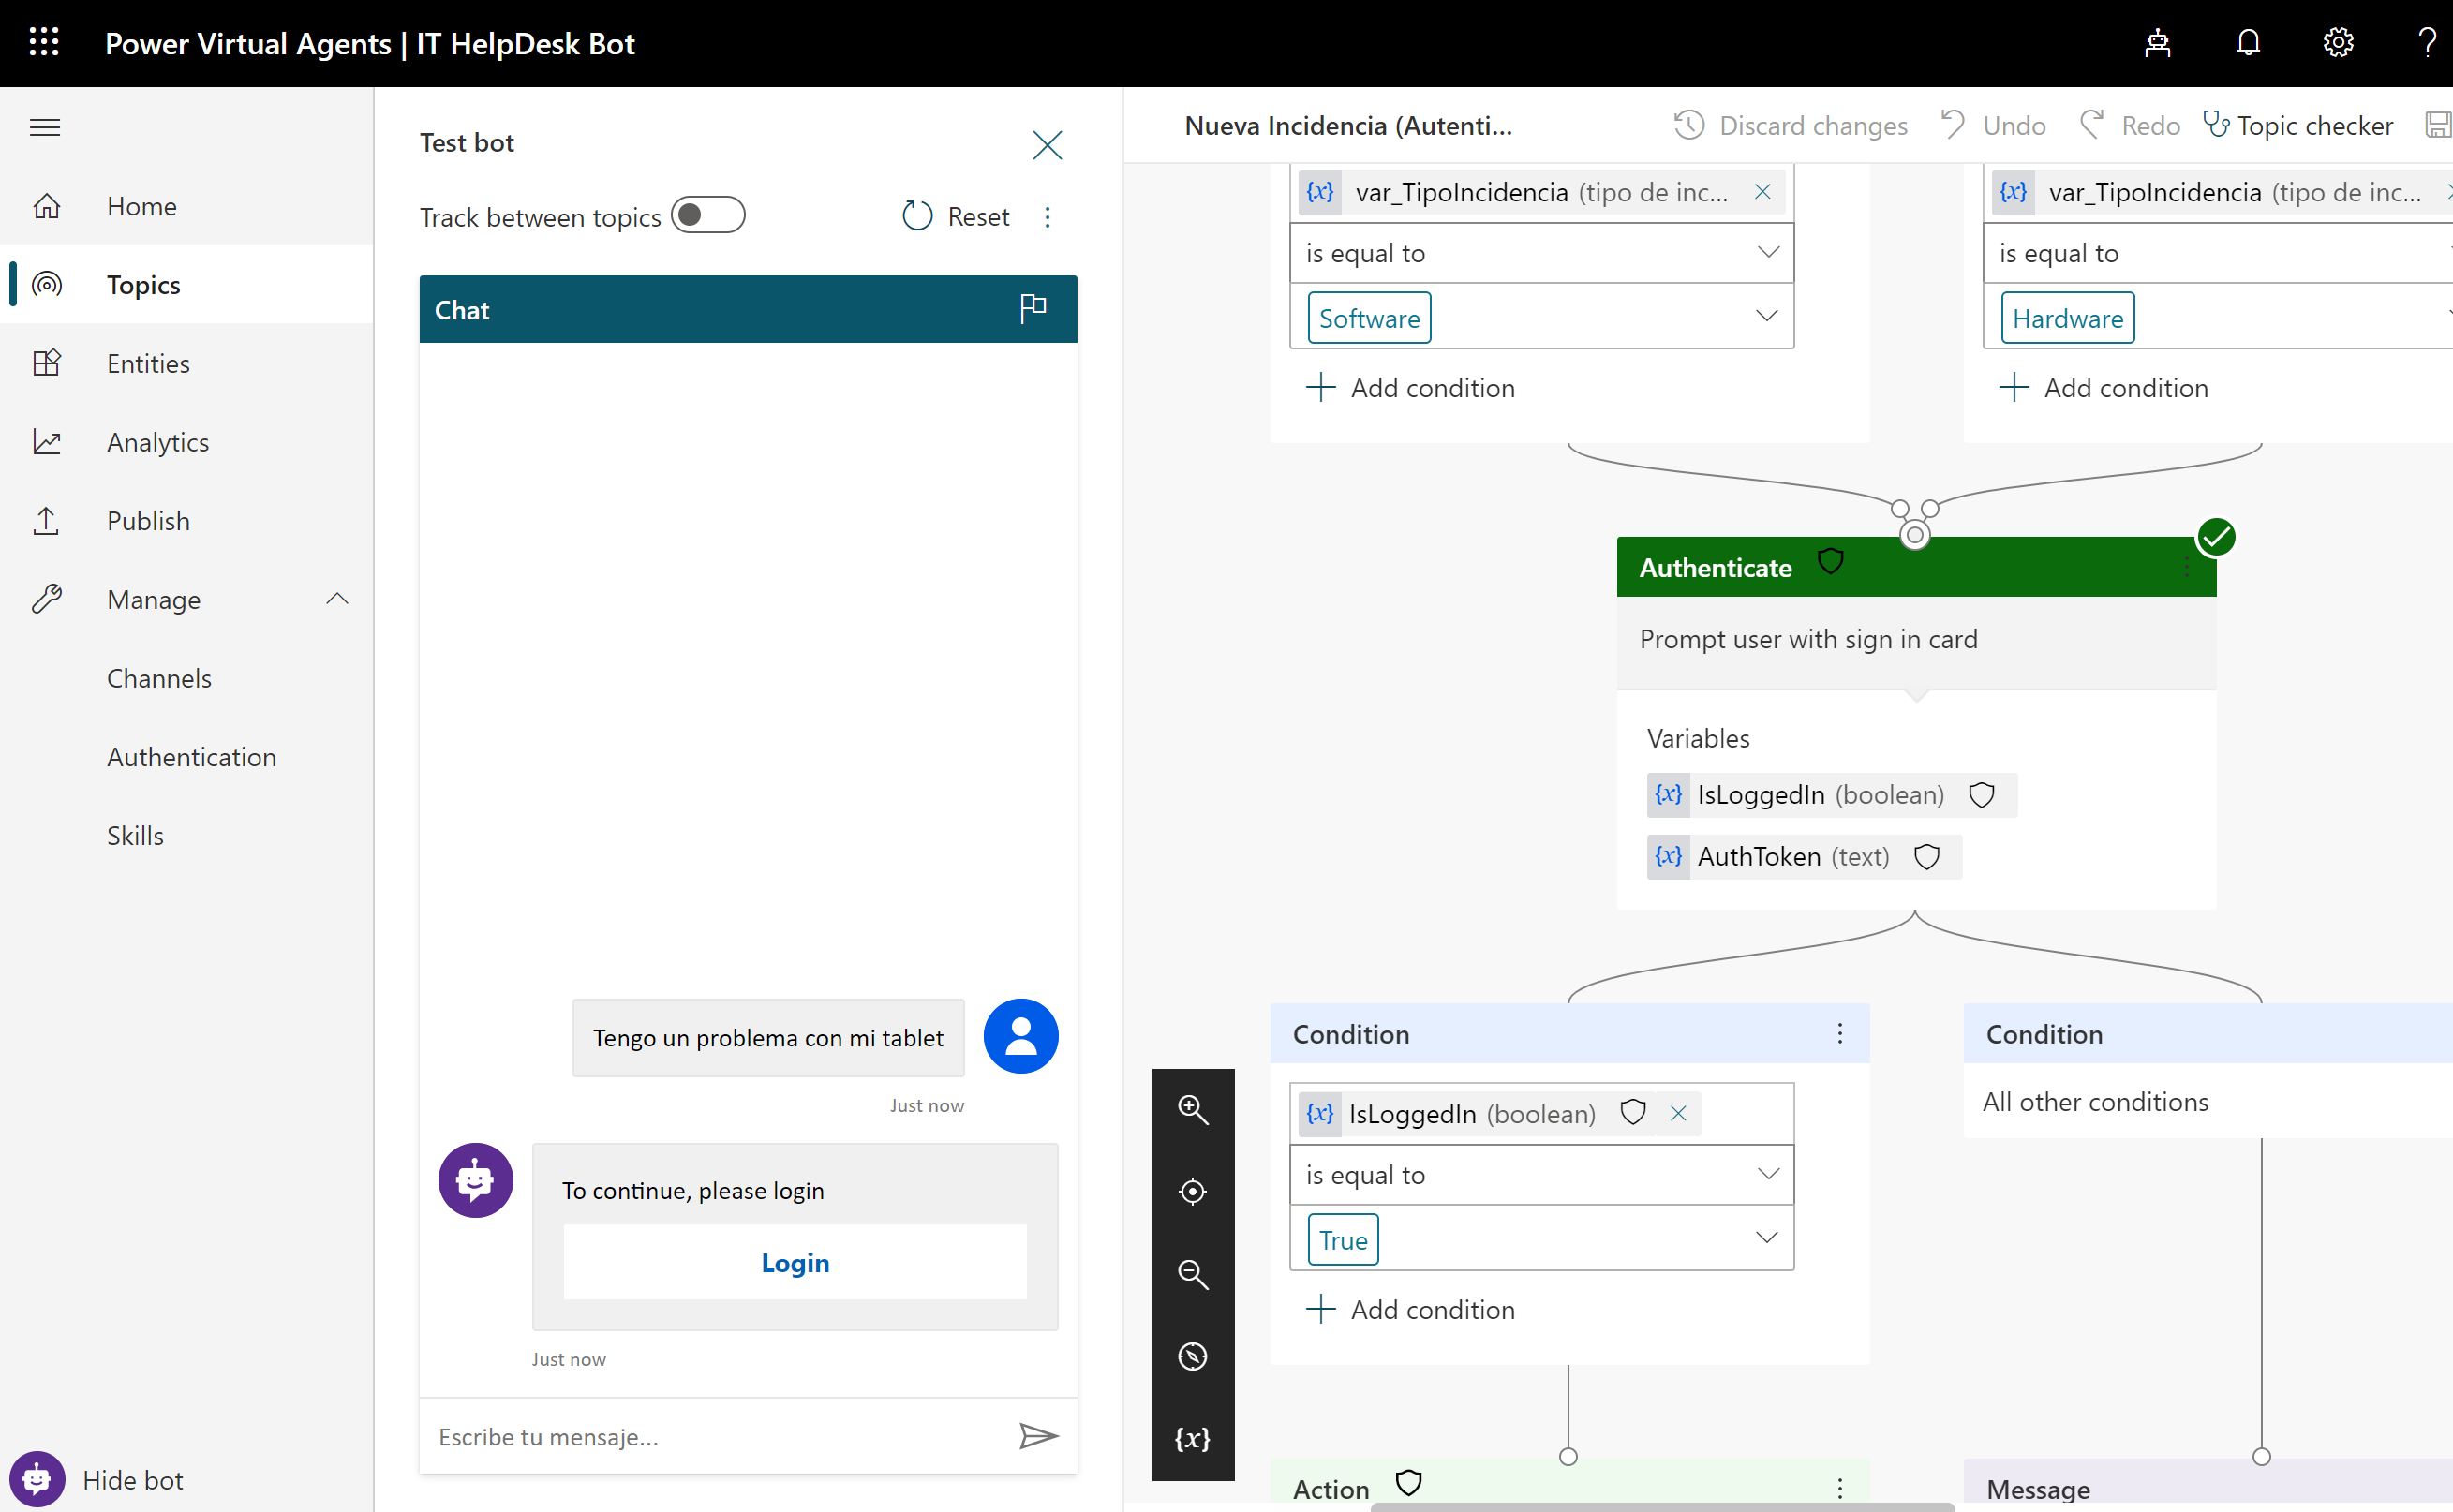 Power Virtual Agents | IT HelpDesk Bot
?
Home
Topics
Entities
Analytics
Publish
Manage
Channels
Authentication
Skills
Hide bot
Test bot
Track between topics
Reset
Chat
Tengo un problema con mi tablet
Just now
To continue, please login
Login
Just now
Escribe tu mensaje...
Nueva Incidencia (Autenti...
Discard changes
Undo
Redo
Topic checker
{x} var_TipoIncidencia (tipo de inc...
is equal to
Software
Add condition
{x} var_TipoIncidencia (tipo de inc...
is equal to
Hardware
Add condition
Authenticate
Prompt user with sign in card
Variables
{x} IsLoggedIn (boolean)
{x} AuthToken (text)
Condition
{x} IsLoggedIn (boolean)
is equal to
True
Add condition
Condition
All other conditions
{x}
Action
Message